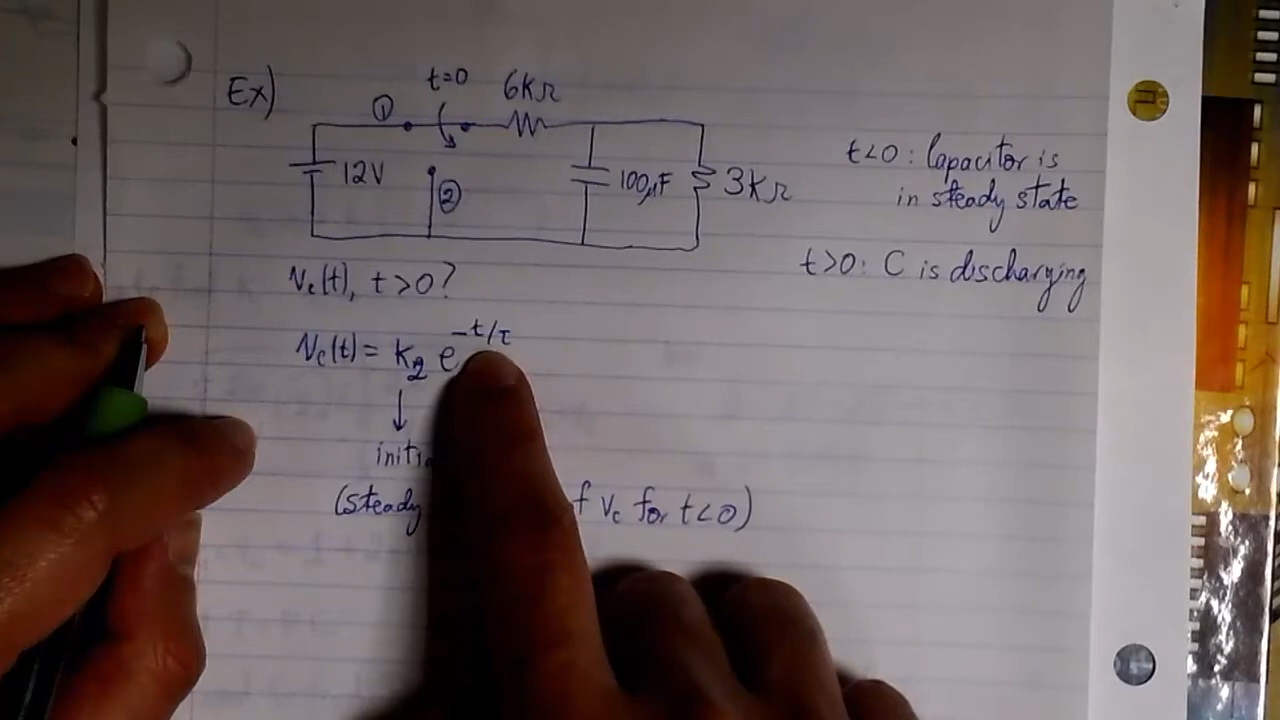 Ex)
t=0
6KΩ
①
12V
②
100μF
3KΩ
t<0: Capacitor is
in steady state
t>0: C is discharging
Vc(t), t>0?
Vc(t) = K2 e^-t/τ
↓
(steady
Vc for t<0)